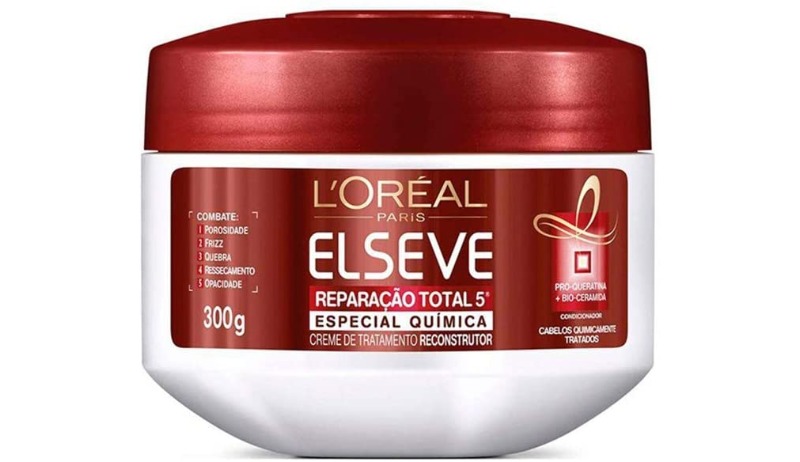 L'ORÉAL
PARIS
ELSEVE
REPARAÇÃO TOTAL 5*
ESPECIAL QUÍMICA
CREME DE TRATAMENTO RECONSTRUTOR
COMBATE:
1 POROSIDADE
2 FRIZZ
3 QUEBRA
4 RESSECAMENTO
5 OPACIDADE
300g
PRO-QUERATINA
+ BIO-CERAMIDA
CONDICIONADOR
CABELOS QUIMICAMENTE
TRATADOS